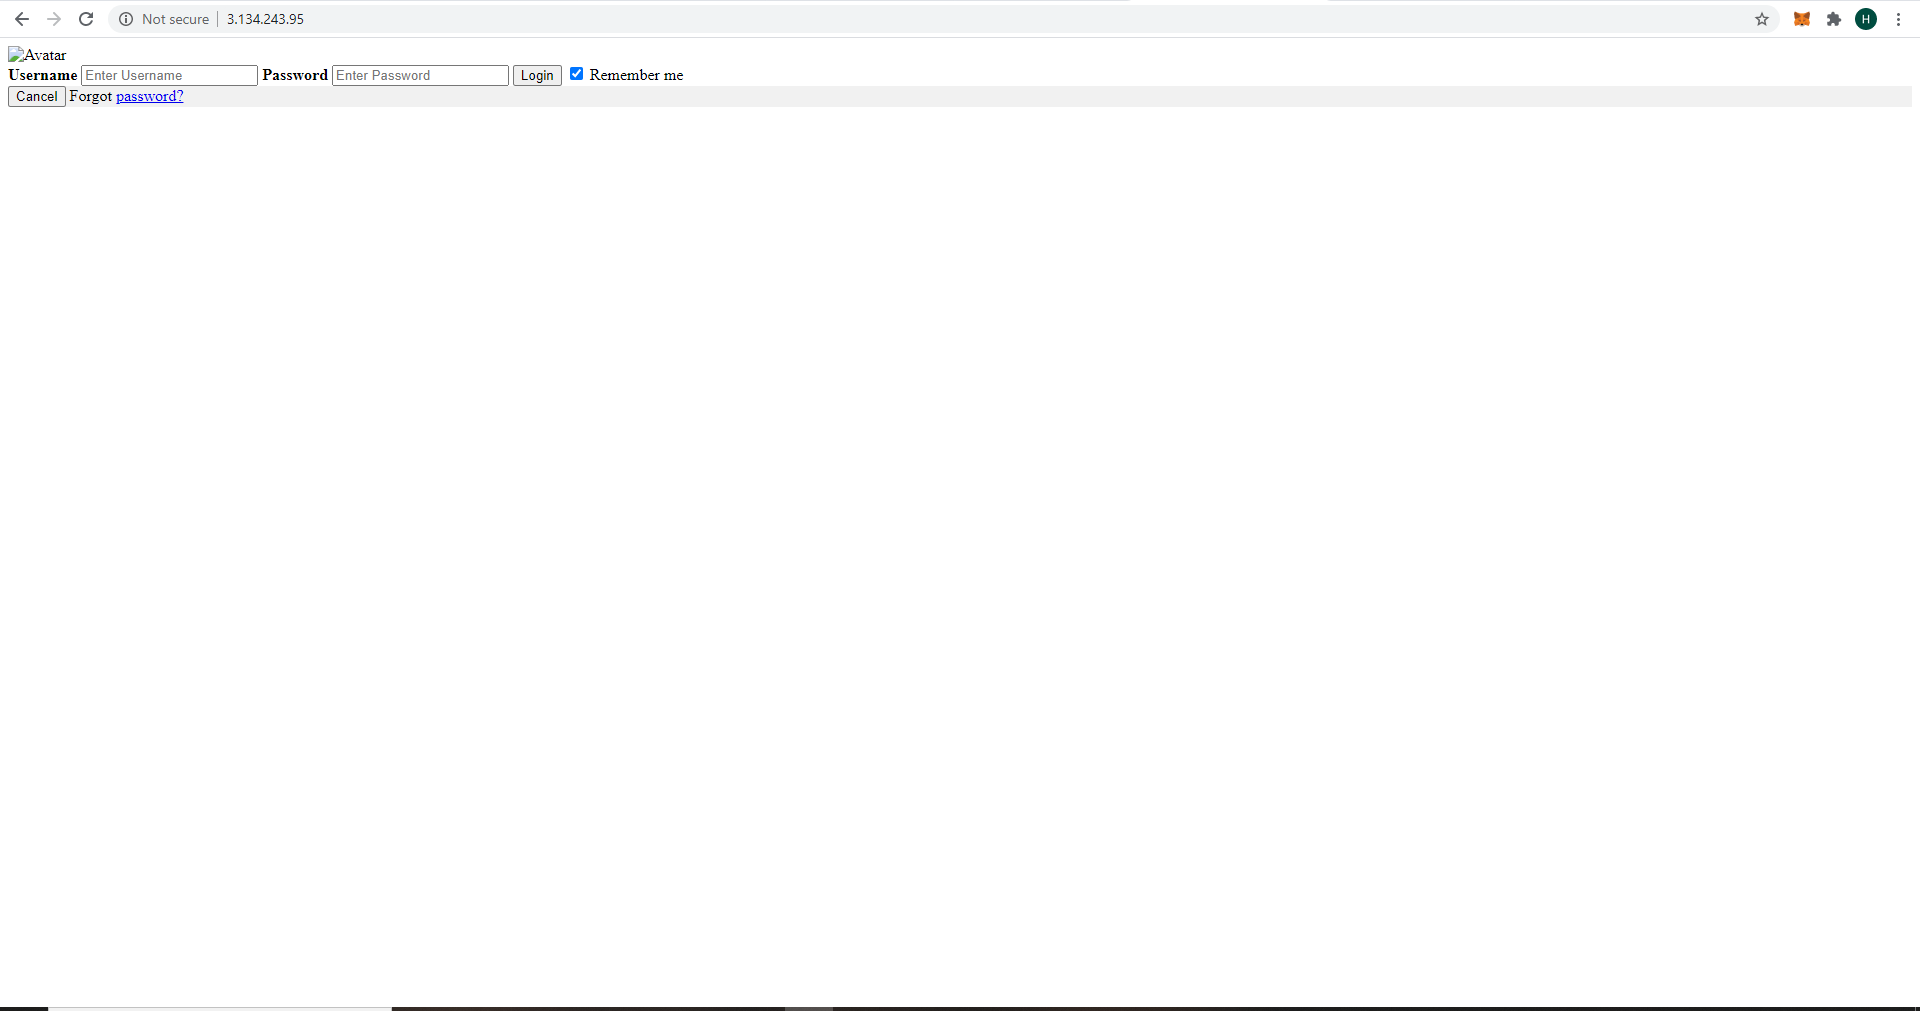 Not secure | 3.134.243.95
H
Avatar
Username Enter Username Password Enter Password Login Remember me
Cancel Forgot password?